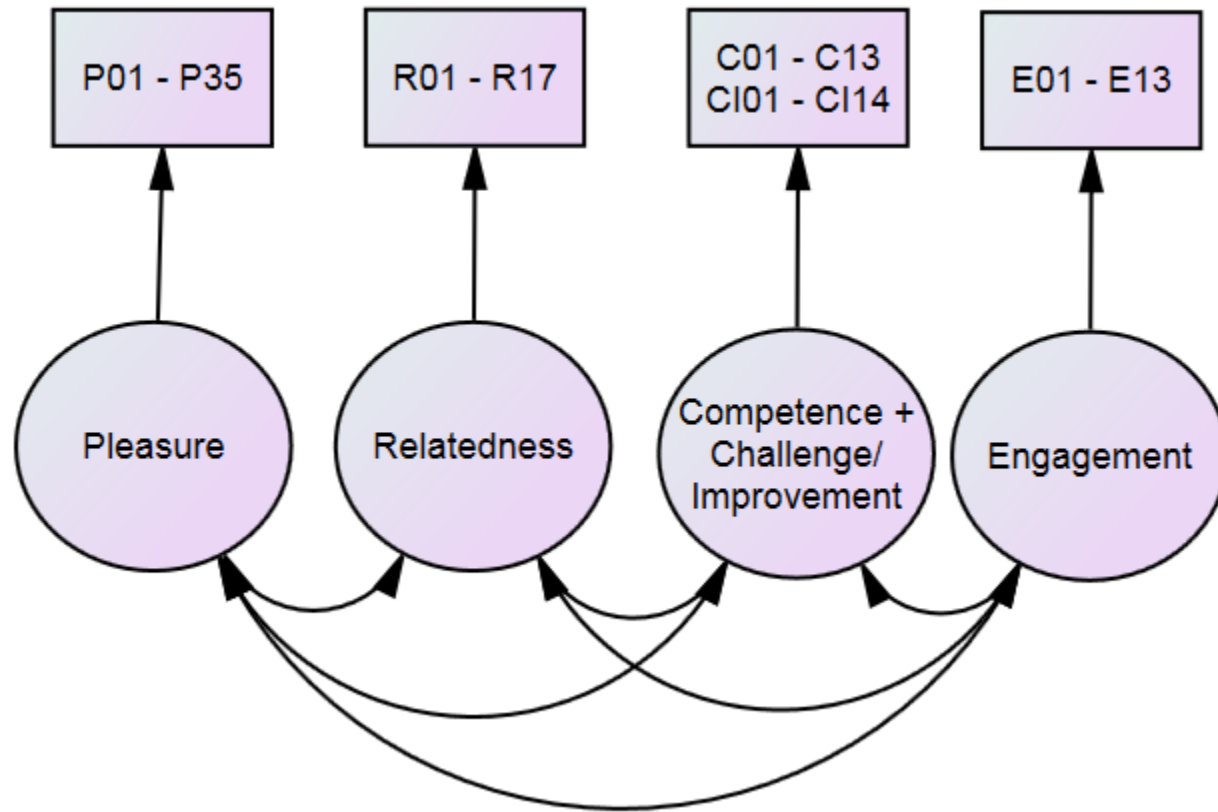 P01 - P35
R01 - R17
C01 - C13
CI01 - CI14
E01 - E13
Pleasure
Relatedness
Competence +
Challenge/
Improvement
Engagement